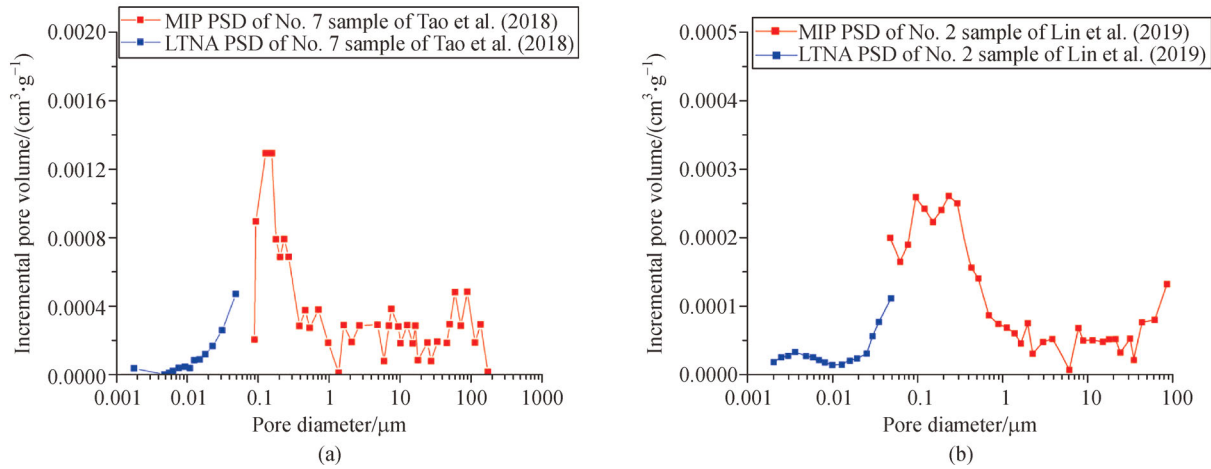 MIP PSD of No. 7 sample of Tao et al. (2018)
LTNA PSD of No. 7 sample of Tao et al. (2018)
Incremental pore volume/(cm³·g⁻¹)
0.0020
0.0016
0.0012
0.0008
0.0004
0.0000
0.001
0.01
0.1
1
10
100
1000
Pore diameter/μm
(a)
MIP PSD of No. 2 sample of Lin et al. (2019)
LTNA PSD of No. 2 sample of Lin et al. (2019)
Incremental pore volume/(cm³·g⁻¹)
0.0005
0.0004
0.0003
0.0002
0.0001
0.0000
0.001
0.01
0.1
1
10
100
Pore diameter/μm
(b)